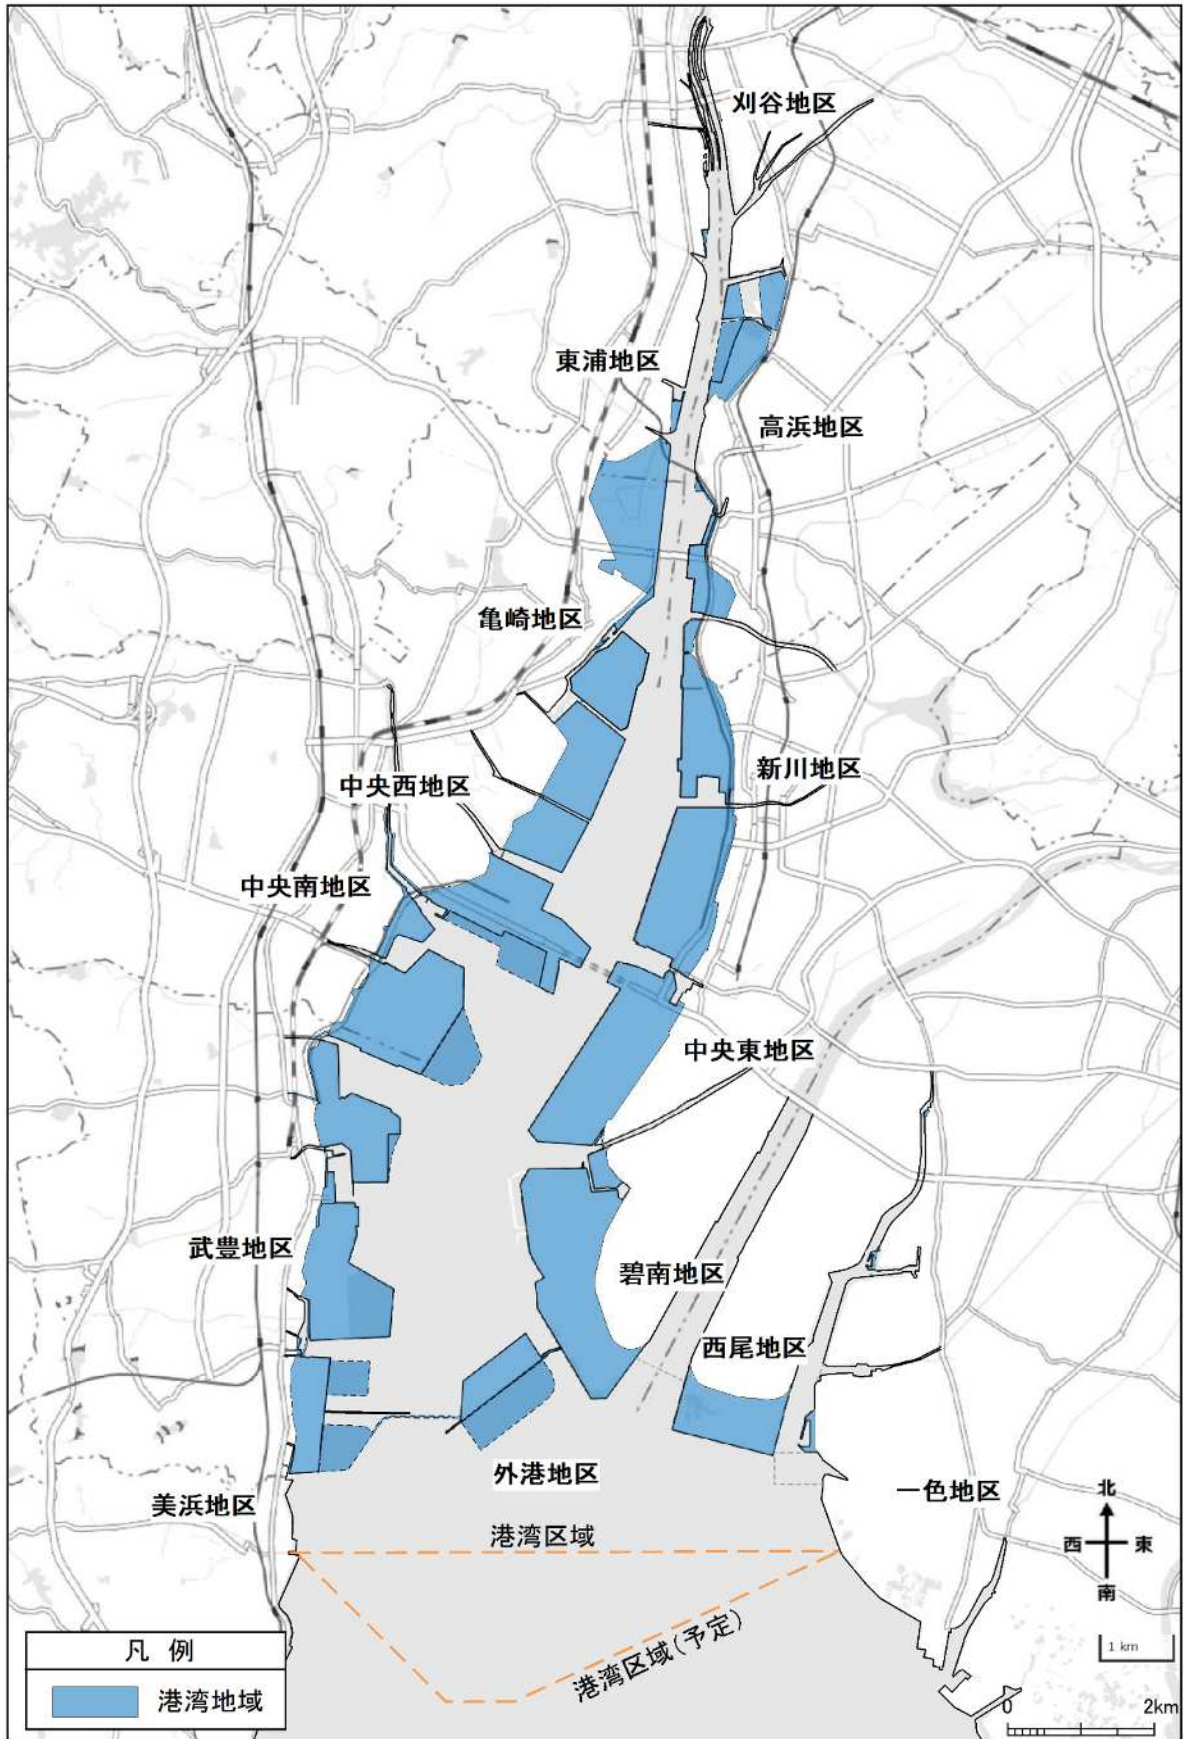 刈谷地区
東浦地区
高浜地区
亀崎地区
新川地区
中央西地区
中央南地区
中央東地区
武豊地区
碧南地区
西尾地区
外港地区
一色地区
美浜地区
港湾区域
港湾区域(予定)
北
西
東
南
1 km
0
2km
凡 例
港湾地域